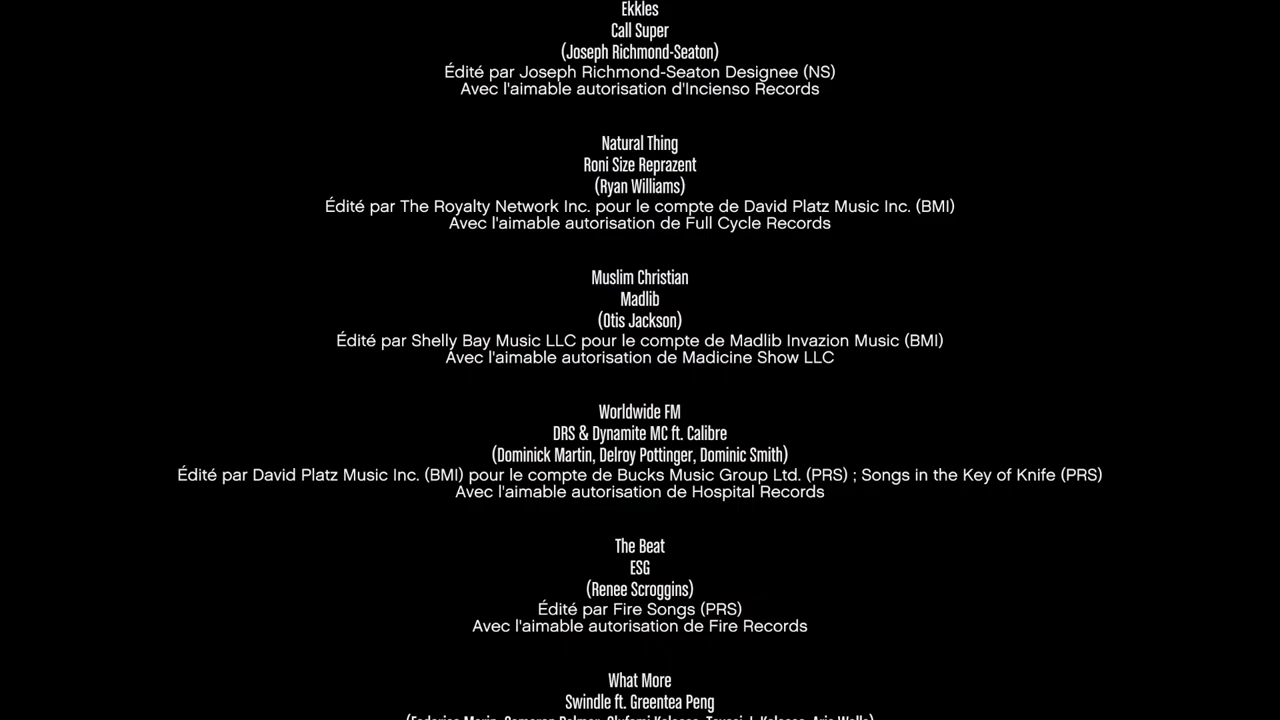 Ekkles
Call Super
(Joseph Richmond-Seaton)
Édité par Joseph Richmond-Seaton Designee (NS)
Avec l'aimable autorisation d'Incienso Records
Natural Thing
Roni Size Reprazent
(Ryan Williams)
Édité par The Royalty Network Inc. pour le compte de David Platz Music Inc. (BMI)
Avec l'aimable autorisation de Full Cycle Records
Muslim Christian
Madlib
(Otis Jackson)
Édité par Shelly Bay Music LLC pour le compte de Madlib Invazion Music (BMI)
Avec l'aimable autorisation de Madicine Show LLC
Worldwide FM
DRS & Dynamite MC ft. Calibre
(Dominick Martin, Delroy Pottinger, Dominic Smith)
Édité par David Platz Music Inc. (BMI) pour le compte de Bucks Music Group Ltd. (PRS) ; Songs in the Key of Knife (PRS)
Avec l'aimable autorisation de Hospital Records
The Beat
ESG
(Renee Scroggins)
Édité par Fire Songs (PRS)
Avec l'aimable autorisation de Fire Records
What More
Swindle ft. Greentea Peng